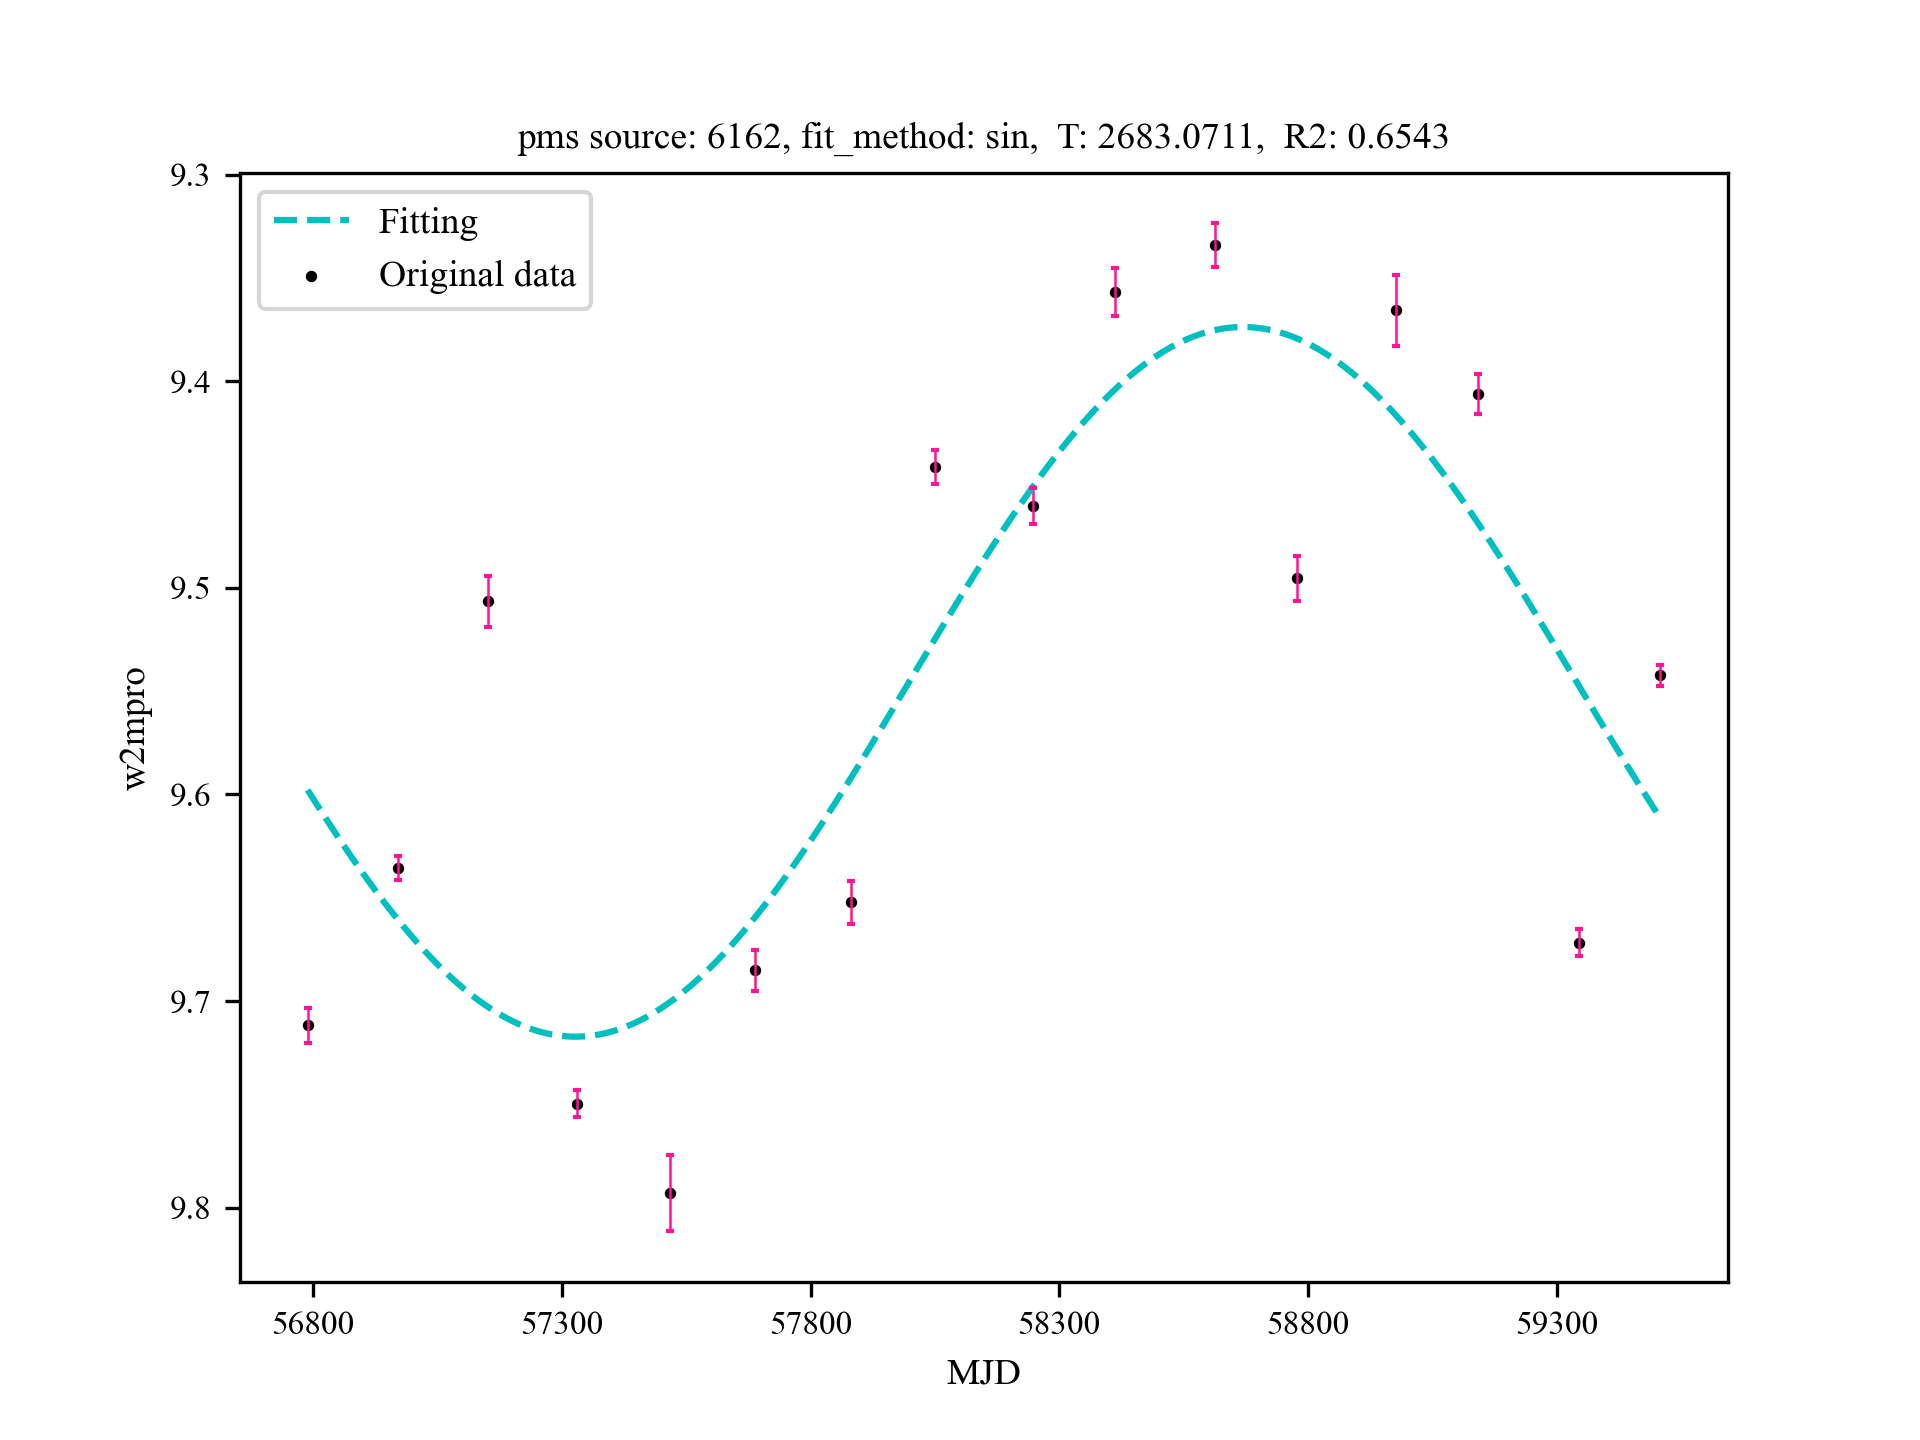 pms source: 6162, fit_method: sin,  T: 2683.0711,  R2: 0.6543
Fitting
Original data
9.3
9.4
9.5
9.6
9.7
9.8
w2mpro
56800
57300
57800
58300
58800
59300
MJD